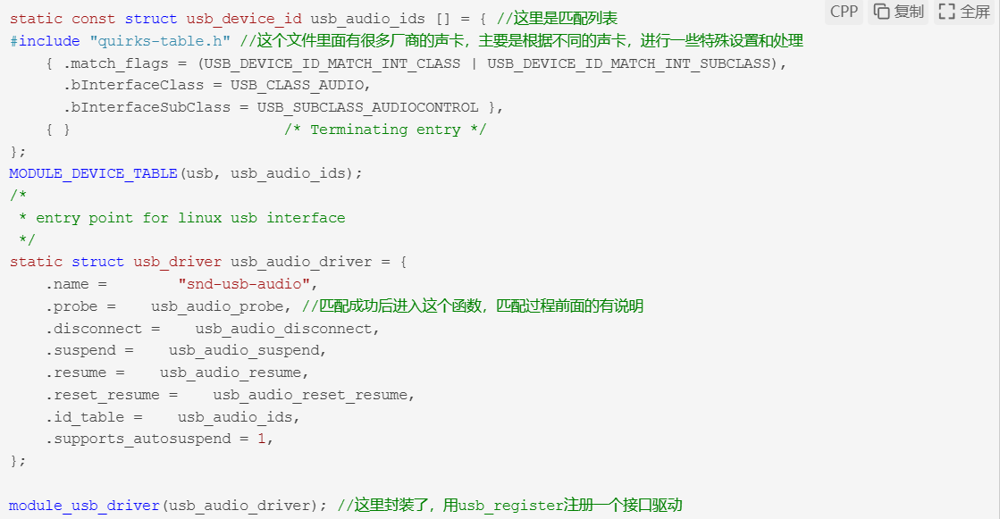 CPP 复制 全屏
static const struct usb_device_id usb_audio_ids [] = { //这里是匹配列表
#include "quirks-table.h" //这个文件里面有很多厂商的声卡，主要是根据不同的声卡，进行一些特殊设置和处理
    { .match_flags = (USB_DEVICE_ID_MATCH_INT_CLASS | USB_DEVICE_ID_MATCH_INT_SUBCLASS),
      .bInterfaceClass = USB_CLASS_AUDIO,
      .bInterfaceSubClass = USB_SUBCLASS_AUDIOCONTROL },
    { }                        /* Terminating entry */
};
MODULE_DEVICE_TABLE(usb, usb_audio_ids);
/*
 * entry point for linux usb interface
 */
static struct usb_driver usb_audio_driver = {
    .name =        "snd-usb-audio",
    .probe =    usb_audio_probe, //匹配成功后进入这个函数，匹配过程前面的有说明
    .disconnect =    usb_audio_disconnect,
    .suspend =    usb_audio_suspend,
    .resume =    usb_audio_resume,
    .reset_resume =    usb_audio_reset_resume,
    .id_table =    usb_audio_ids,
    .supports_autosuspend = 1,
};
module_usb_driver(usb_audio_driver); //这里封装了，用usb_register注册一个接口驱动